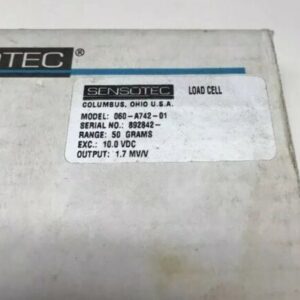 OTEC®
SENSOTEC LOAD CELL
COLUMBUS, OHIO U.S.A.
MODEL: 060-A742-01
SERIAL NO.: 892842-
RANGE: 50 GRAMS
EXC.: 10.0 VDC
OUTPUT: 1.7 MV/V